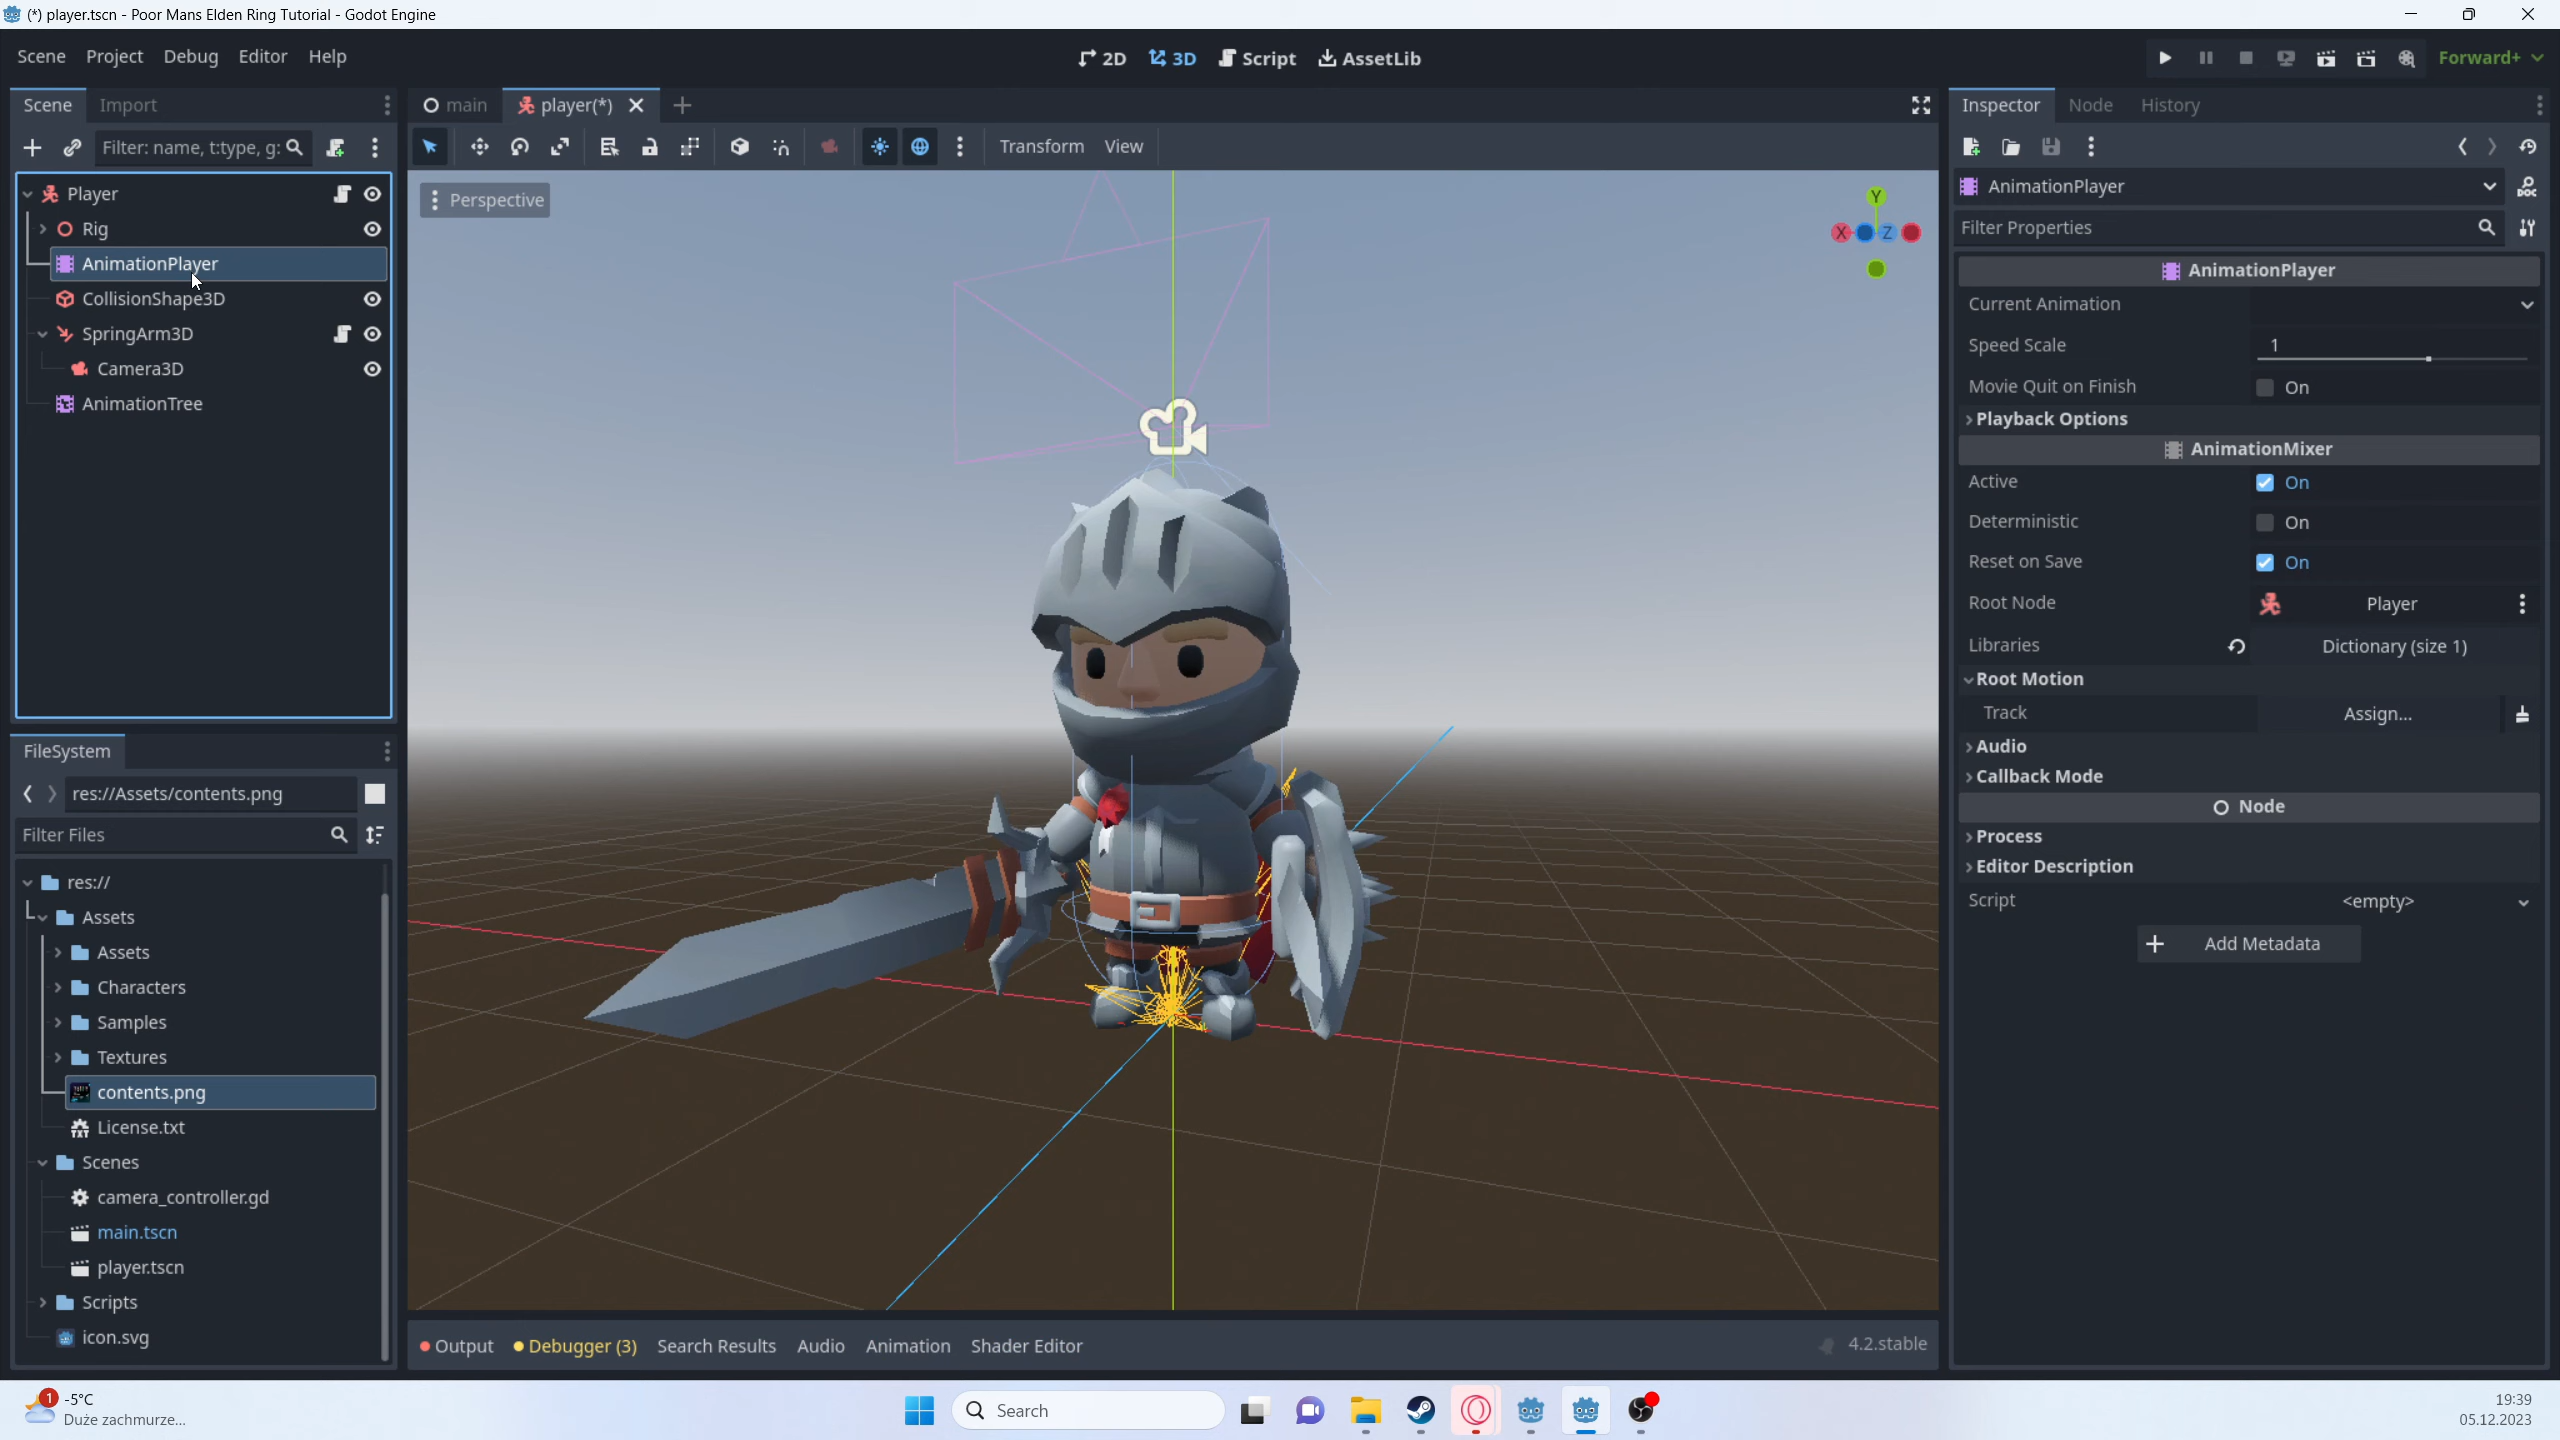 (*) player.tscn - Poor Mans Elden Ring Tutorial - Godot Engine
Scene Project Debug Editor Help
2D 3D Script AssetLib
Forward+
Scene Import
main player(*)
Inspector Node History
Filter: name, t:type, g:
Transform View
Player
Rig
AnimationPlayer
CollisionShape3D
SpringArm3D
Camera3D
AnimationTree
Perspective
Y
X Z
AnimationPlayer
Filter Properties
AnimationPlayer
Current Animation
Speed Scale 1
Movie Quit on Finish On
Playback Options
AnimationMixer
Active On
Deterministic On
Reset on Save On
Root Node Player
Libraries Dictionary (size 1)
Root Motion
Track Assign...
Audio
Callback Mode
Node
Process
Editor Description
Script <empty>
Add Metadata
FileSystem
res://Assets/contents.png
Filter Files
res://
Assets
Assets
Characters
Samples
Textures
contents.png
License.txt
Scenes
camera_controller.gd
main.tscn
player.tscn
Scripts
icon.svg
Output Debugger (3) Search Results Audio Animation Shader Editor
4.2.stable
1
-5°C
Duże zachmurze...
Search
19:39
05.12.2023